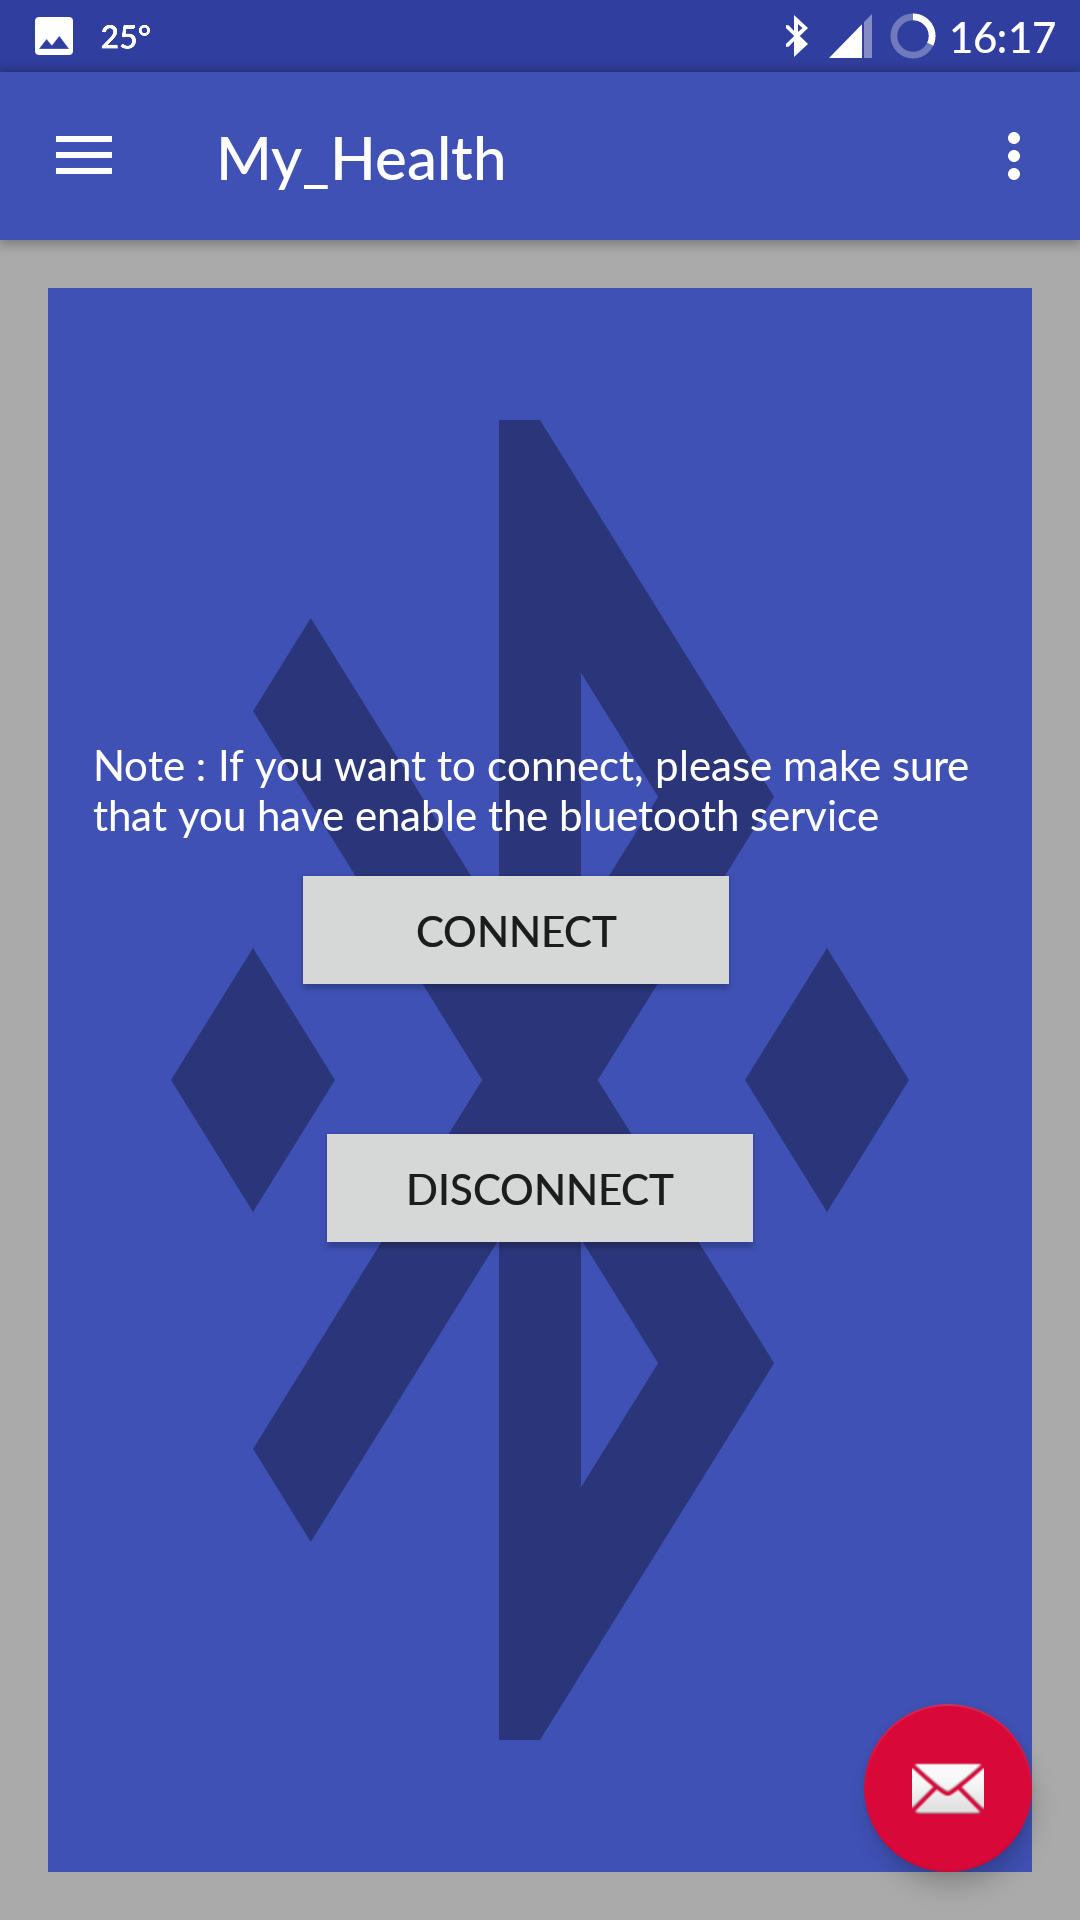 25° 16:17
My_Health
Note : If you want to connect, please make sure
that you have enable the bluetooth service
CONNECT
DISCONNECT